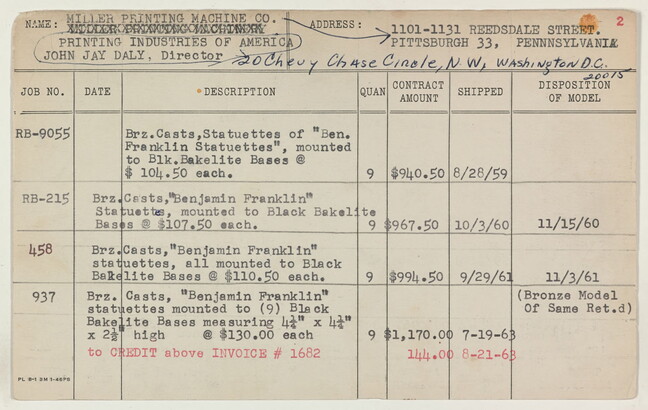 2
NAME: MILLER PRINTING MACHINE CO. ADDRESS: 1101-1131 REEDSDALE STREET.
PRINTING INDUSTRIES OF AMERICA PITTSBURGH 33, PENNNSYLVANIA
JOHN JAY DALY, Director 20 Chevy Chase Circle, N.W., Washington D.C.
20015
JOB NO. DATE DESCRIPTION QUAN CONTRACT AMOUNT SHIPPED DISPOSITION OF MODEL
RB-9055 Brz.Casts,Statuettes of "Ben.
Franklin Statuettes", mounted
to Blk.Bakelite Bases @
$ 104.50 each. 9 $940.50 8/28/59
RB-215 Brz.Casts,"Benjamin Franklin"
Statuetts, mounted to Black Bakelite
Bases @ $107.50 each. 9 $967.50 10/3/60 11/15/60
458 Brz.Casts,"Benjamin Franklin"
statuettes, all mounted to Black
Bakelite Bases @ $110.50 each. 9 $994.50 9/29/61 11/3/61
937 Brz. Casts, "Benjamin Franklin" (Bronze Model
statuettes mounted to (9) Black Of Same Ret.d)
Bakelite Bases measuring 4¼" x 4¼"
x 2½" high @ $130.00 each 9 $1,170.00 7-19-63
to CREDIT above INVOICE # 1682 144.00 8-21-63